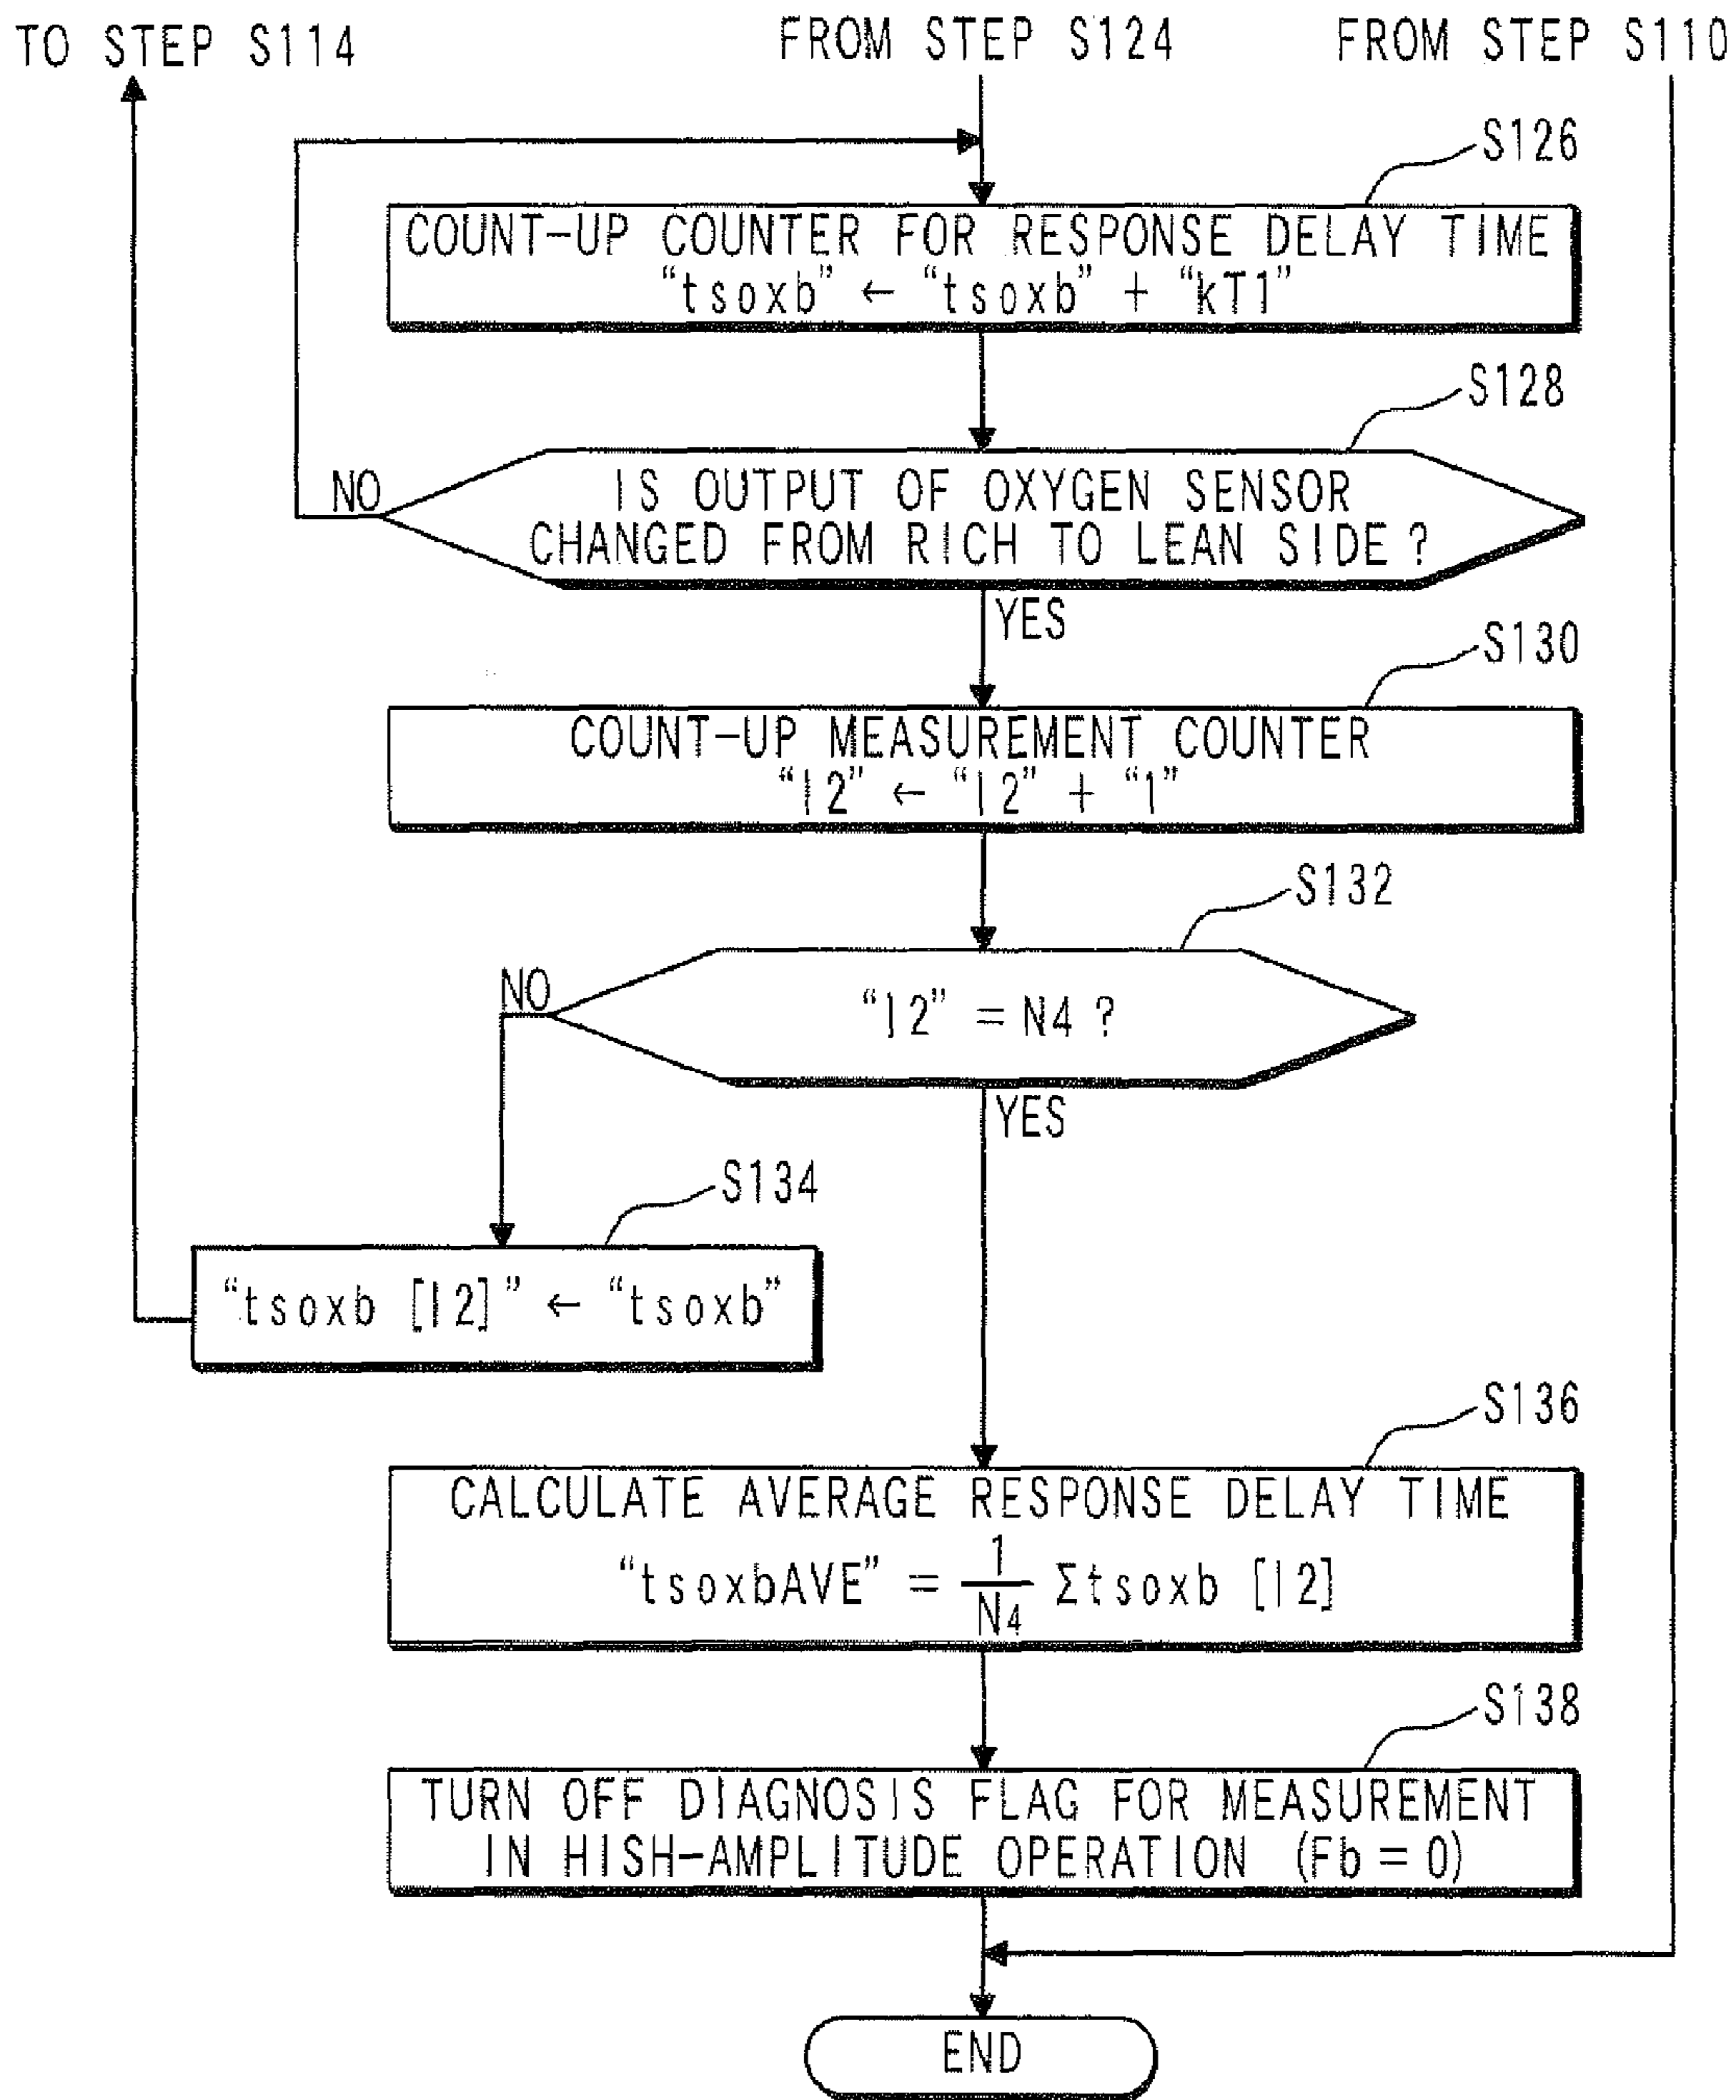 TO STEP S114
FROM STEP S124
FROM STEP S110
S126
COUNT-UP COUNTER FOR RESPONSE DELAY TIME
“tsoxb” ← “tsoxb” + “kT1”
S128
NO
IS OUTPUT OF OXYGEN SENSOR
CHANGED FROM RICH TO LEAN SIDE ?
YES
S130
COUNT-UP MEASUREMENT COUNTER
“I2” ← “I2” + “1”
S132
NO
“I2” = N4 ?
YES
S134
“tsoxb [I2]” ← “tsoxb”
S136
CALCULATE AVERAGE RESPONSE DELAY TIME
“tsoxbAVE” = 1/N4 Σtsoxb [I2]
S138
TURN OFF DIAGNOSIS FLAG FOR MEASUREMENT
IN HISH-AMPLITUDE OPERATION (Fb = 0)
END